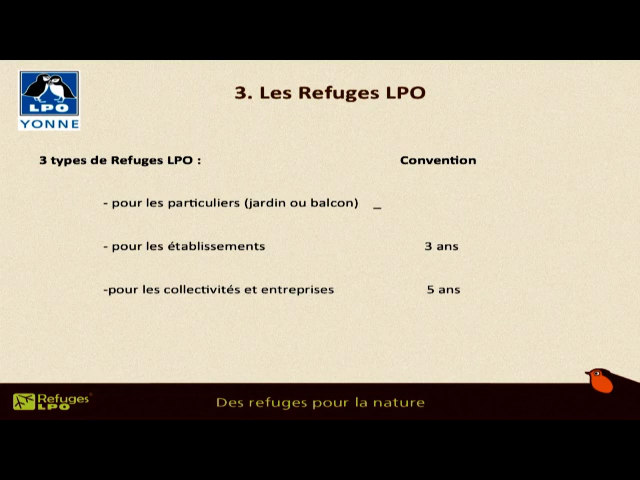 LPO
YONNE
3. Les Refuges LPO
3 types de Refuges LPO : Convention
- pour les particuliers (jardin ou balcon) _
- pour les établissements 3 ans
-pour les collectivités et entreprises 5 ans
Refuges
LPO
Des refuges pour la nature